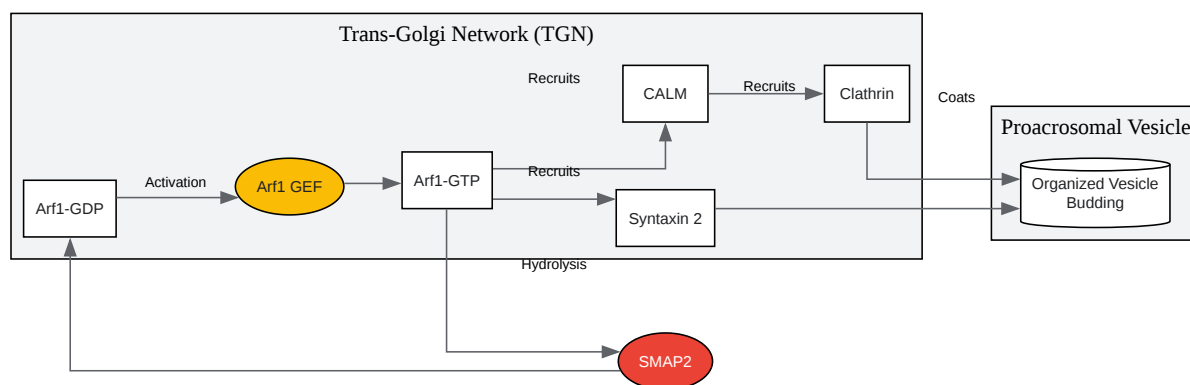 Trans-Golgi Network (TGN)
Recruits
CALM
Recruits
Clathrin
Coats
Proacrosomal Vesicle
Activation
Arf1 GEF
Arf1-GTP
Recruits
Organized Vesicle
Budding
Arf1-GDP
Syntaxin 2
Hydrolysis
SMAP2